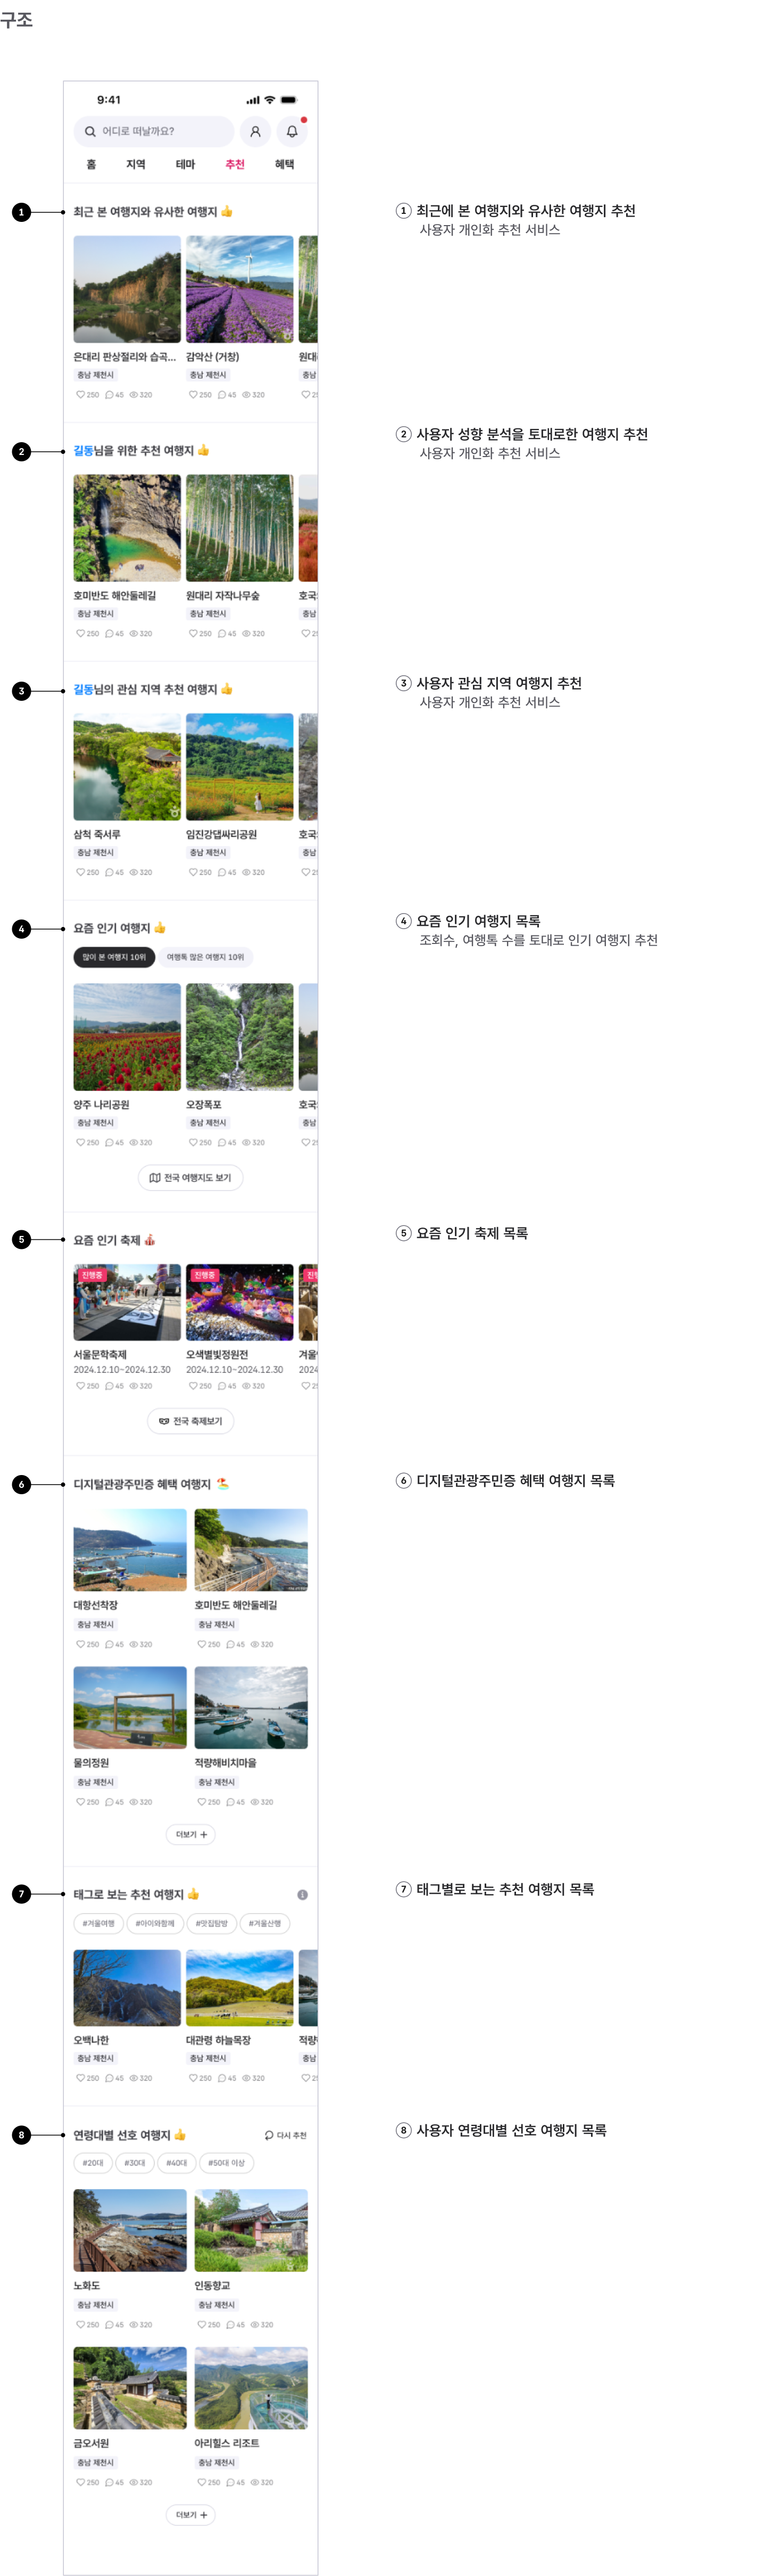 구조
9:41
어디로 떠날까요?
홈 지역 테마 추천 혜택
1 최근 본 여행지와 유사한 여행지
① 최근에 본 여행지와 유사한 여행지 추천
사용자 개인화 추천 서비스
은대리 판상절리와 습곡... 감악산 (거창) 원대
충남 제천시 충남 제천시 충남
250 45 320 250 45 320 2
2 길동님을 위한 추천 여행지
② 사용자 성향 분석을 토대로한 여행지 추천
사용자 개인화 추천 서비스
호미반도 해안둘레길 원대리 자작나무숲 호국
충남 제천시 충남 제천시 충남
250 45 320 250 45 320 2
3 길동님의 관심 지역 추천 여행지
③ 사용자 관심 지역 여행지 추천
사용자 개인화 추천 서비스
삼척 죽서루 임진강댑싸리공원 호국
충남 제천시 충남 제천시 충남
250 45 320 250 45 320 2
4 요즘 인기 여행지
④ 요즘 인기 여행지 목록
조회수, 여행톡 수를 토대로 인기 여행지 추천
많이 본 여행지 10위 여행톡 많은 여행지 10위
양주 나리공원 오장폭포 호국
충남 제천시 충남 제천시 충남
250 45 320 250 45 320 2
전국 여행지도 보기
5 요즘 인기 축제
⑤ 요즘 인기 축제 목록
진행중 진행중 진행
서울문학축제 오색별빛정원전 겨울
2024.12.10~2024.12.30 2024.12.10~2024.12.30 2024
250 45 320 250 45 320 2
전국 축제보기
6 디지털관광주민증 혜택 여행지
⑥ 디지털관광주민증 혜택 여행지 목록
대항선착장 호미반도 해안둘레길
충남 제천시 충남 제천시
250 45 320 250 45 320
물의정원 적량해비치마을
충남 제천시 충남 제천시
250 45 320 250 45 320
더보기 +
7 태그로 보는 추천 여행지
⑦ 태그별로 보는 추천 여행지 목록
#겨울여행 #아이와함께 #맛집탐방 #겨울산행
오백나한 대관령 하늘목장 적량
충남 제천시 충남 제천시 충남
250 45 320 250 45 320 2
8 연령대별 선호 여행지 다시 추천
⑧ 사용자 연령대별 선호 여행지 목록
#20대 #30대 #40대 #50대 이상
노화도 인동향교
충남 제천시 충남 제천시
250 45 320 250 45 320
금오서원 아리힐스 리조트
충남 제천시 충남 제천시
250 45 320 250 45 320
더보기 +